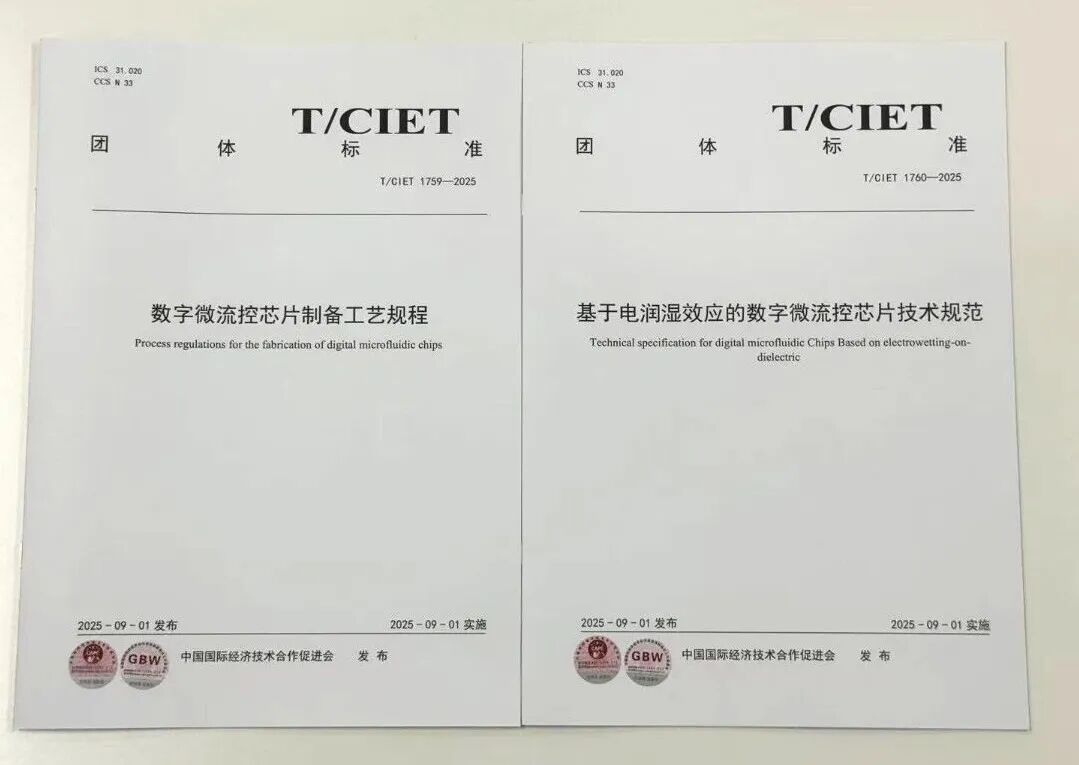 ICS 31.020
CCS N 33
T/CIET
团体标准
T/CIET 1759—2025
数字微流控芯片制备工艺规程
Process regulations for the fabrication of digital microfluidic chips
2025-09-01 发布
2025-09-01 实施
GBW
中国国际经济技术合作促进会 发布
ICS 31.020
CCS N 33
T/CIET
团体标准
T/CIET 1760—2025
基于电润湿效应的数字微流控芯片技术规范
Technical specification for digital microfluidic Chips Based on electrowetting-on-
dielectric
2025-09-01 发布
2025-09-01 实施
GBW
中国国际经济技术合作促进会 发布